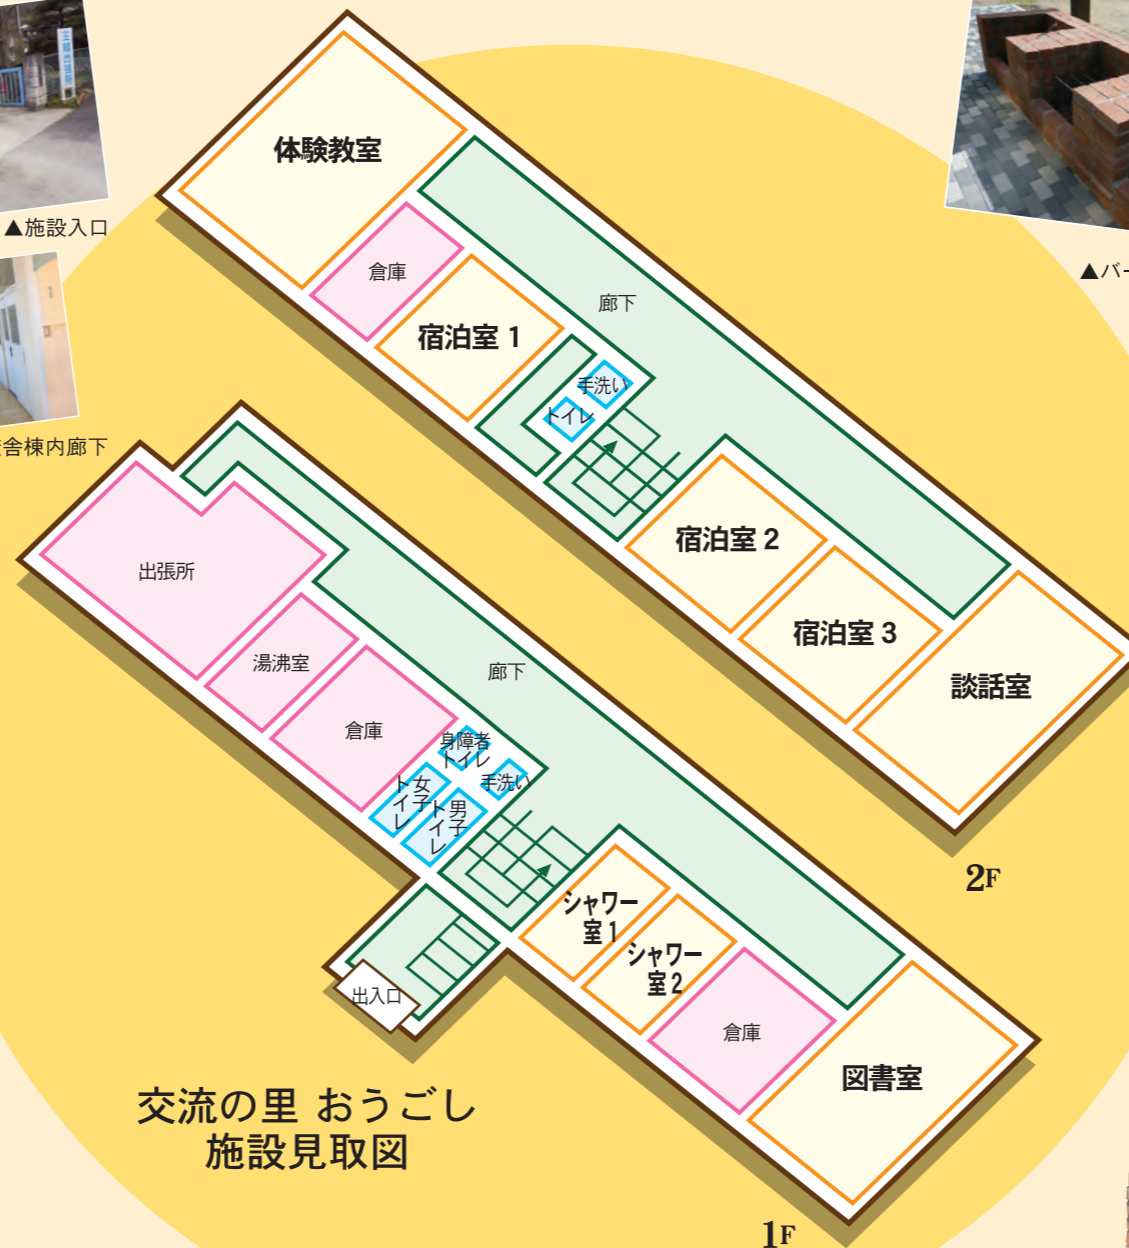 ▲施設入口
体験教室
倉庫
宿泊室 1
廊下
手洗い
トイレ
宿泊室 2
宿泊室 3
談話室
2F
▲バー
舎棟内廊下
出張所
湯沸室
倉庫
廊下
身障者
トイレ
手洗い
女子
トイレ
男子
トイレ
シャワー
室 1
シャワー
室 2
倉庫
図書室
出入口
1F
交流の里 おうごし
施設見取図